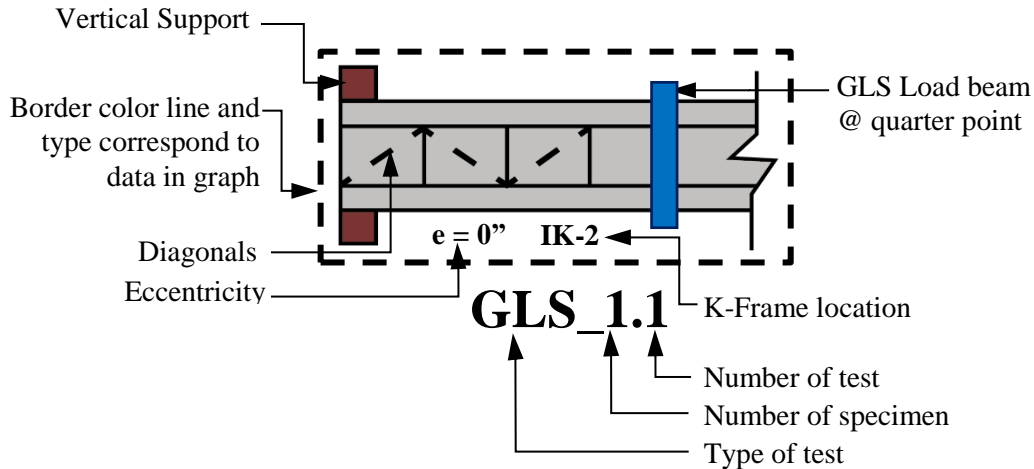 Vertical Support
Border color line and
type correspond to
data in graph
GLS Load beam
@ quarter point
Diagonals
Eccentricity
e = 0” IK-2
K-Frame location
GLS_1.1
Number of test
Number of specimen
Type of test